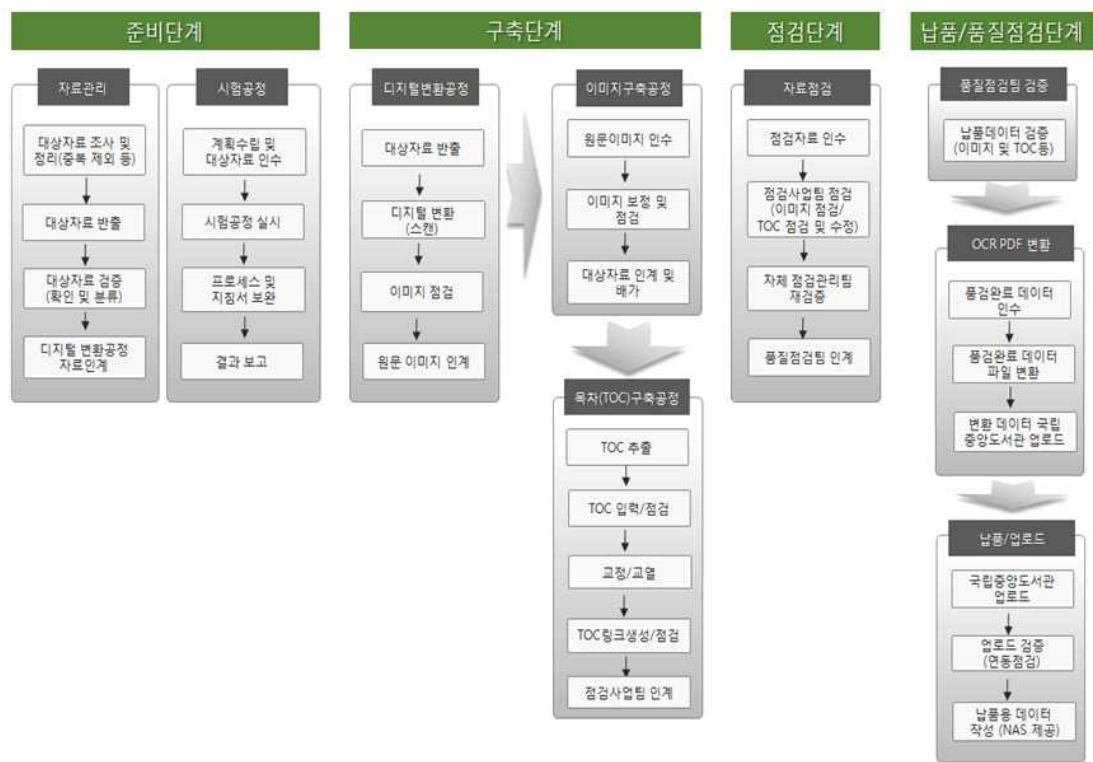 준비단계
자료관리
대상자료 조사 및
정리(중복 제외 등)
대상자료 반출
대상자료 검증
(확인 및 분류)
디지털 변환공정
자료인계
시험공정
계획수립 및
대상자료 인수
시험공정 실시
프로세스 및
지침서 보완
결과 보고
구축단계
디지털변환공정
대상자료 반출
디지털 변환
(스캔)
이미지 점검
원문 이미지 인계
이미지구축공정
원문이미지 인수
이미지 보정 및
점검
대상자료 인계 및
배가
목차(TOC)구축공정
TOC 추출
TOC 입력/점검
교정/교열
TOC링크생성/점검
점검사업팀 인계
점검단계
자료점검
점검자료 인수
점검사업팀 점검
(이미지 점검/
TOC 점검 및 수정)
자체 점검관리팀
재검증
품질점검팀 인계
납품/품질점검단계
품질점검팀 검증
납품데이터 검증
(이미지 및 TOC등)
OCR PDF 변환
품검완료 데이터
인수
품검완료 데이터
파일 변환
변환 데이터 국립
중앙도서관 업로드
납품/업로드
국립중앙도서관
업로드
업로드 검증
(연동점검)
납품용 데이터
작성 (NAS 제공)